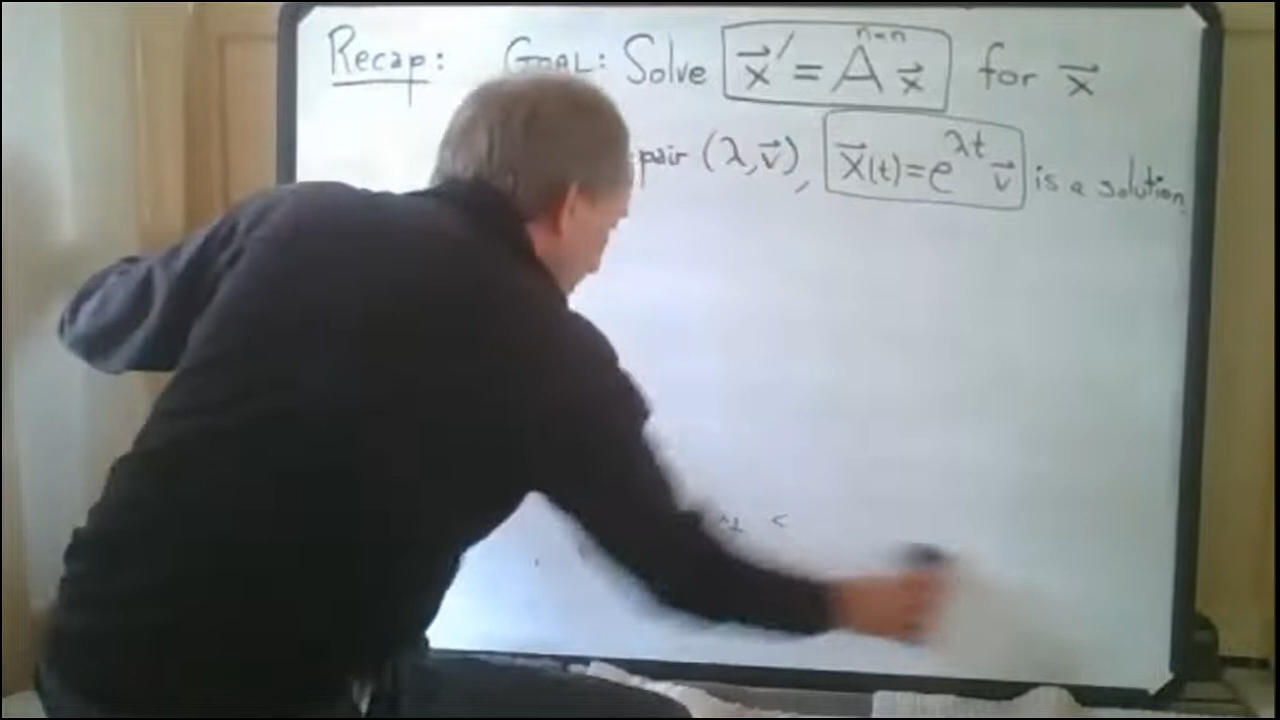 Recap: GOAL: Solve x⃗′ = A x⃗ for x⃗
n×n
pair (λ, v⃗), x⃗(t) = e^{λt} v⃗ is a solution.